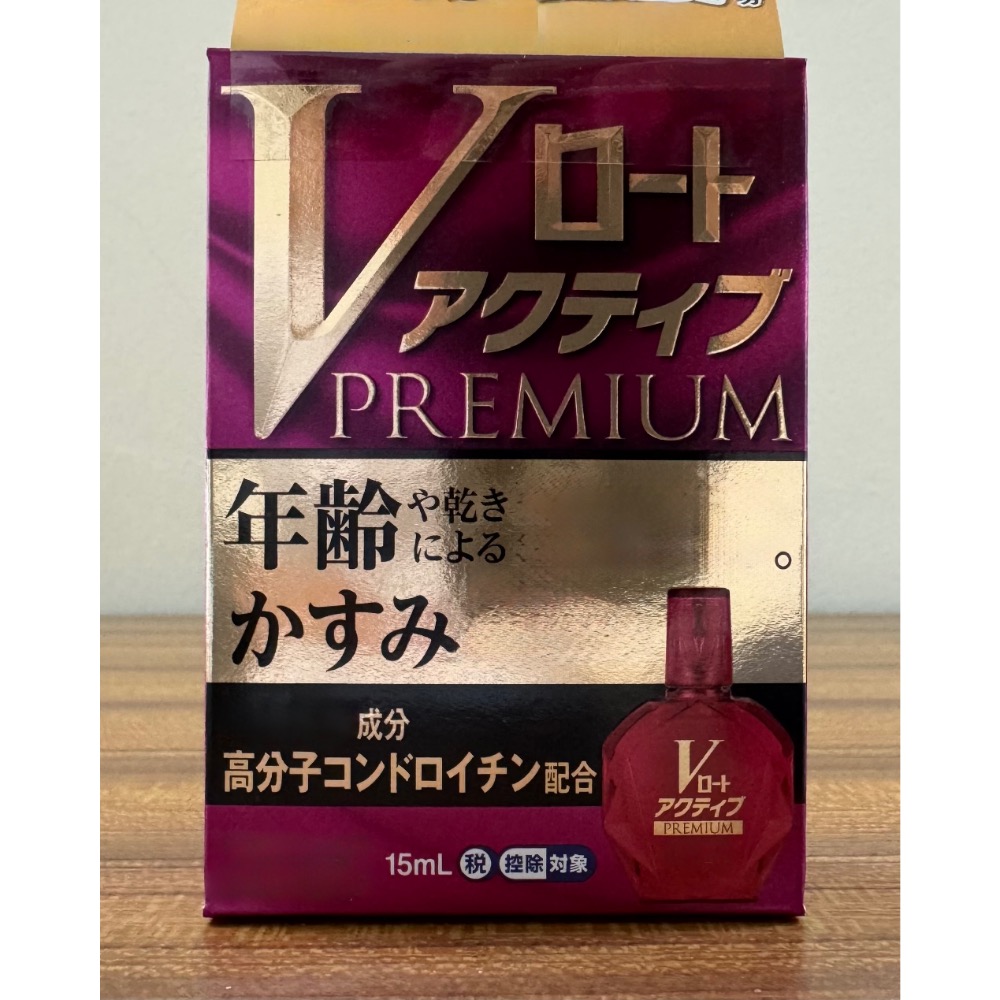 V ロート
アクティブ
PREMIUM
年齢や乾き
による
かすみ
成分
高分子コンドロイチン配合
15mL 税 控除対象
V ロート
アクティブ
PREMIUM